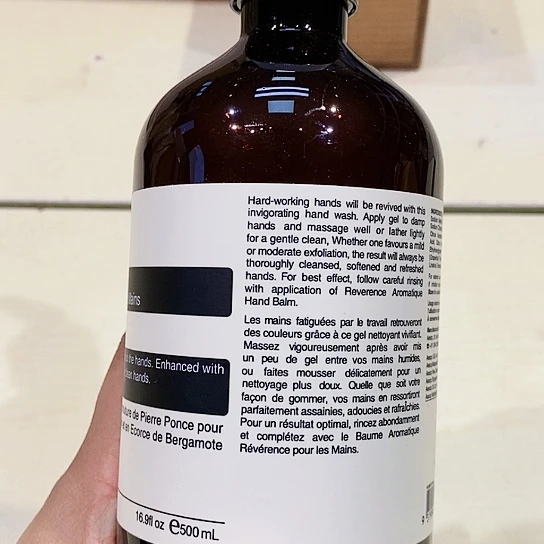 Hard-working hands will be revived with this
invigorating hand wash. Apply gel to damp
hands and massage well or lather lightly
for a gentle clean, Whether one favours a mild
or moderate exfoliation, the result will always be
thoroughly cleansed, softened and refreshed
hands. For best effect, follow careful rinsing
with application of Reverence Aromatique
Hand Balm.
Les mains fatiguées par le travail retrouveront
des couleurs grâce à ce gel nettoyant vivifiant.
Massez vigoureusement après avoir mis
un peu de gel entre vos mains humides,
ou faites mousser délicatement pour un
nettoyage plus doux. Quelle que soit votre
façon de gommer, vos mains en ressortiront
parfaitement assainies, adoucies et rafraîchies.
Pour un résultat optimal, rincez abondamment
et complétez avec le Baume Aromatique
Révérence pour les Mains.
Mains
the hands. Enhanced with
hands.
de Pierre Ponce pour
en Ecorce de Bergamote
16.9fl oz ℮500mL